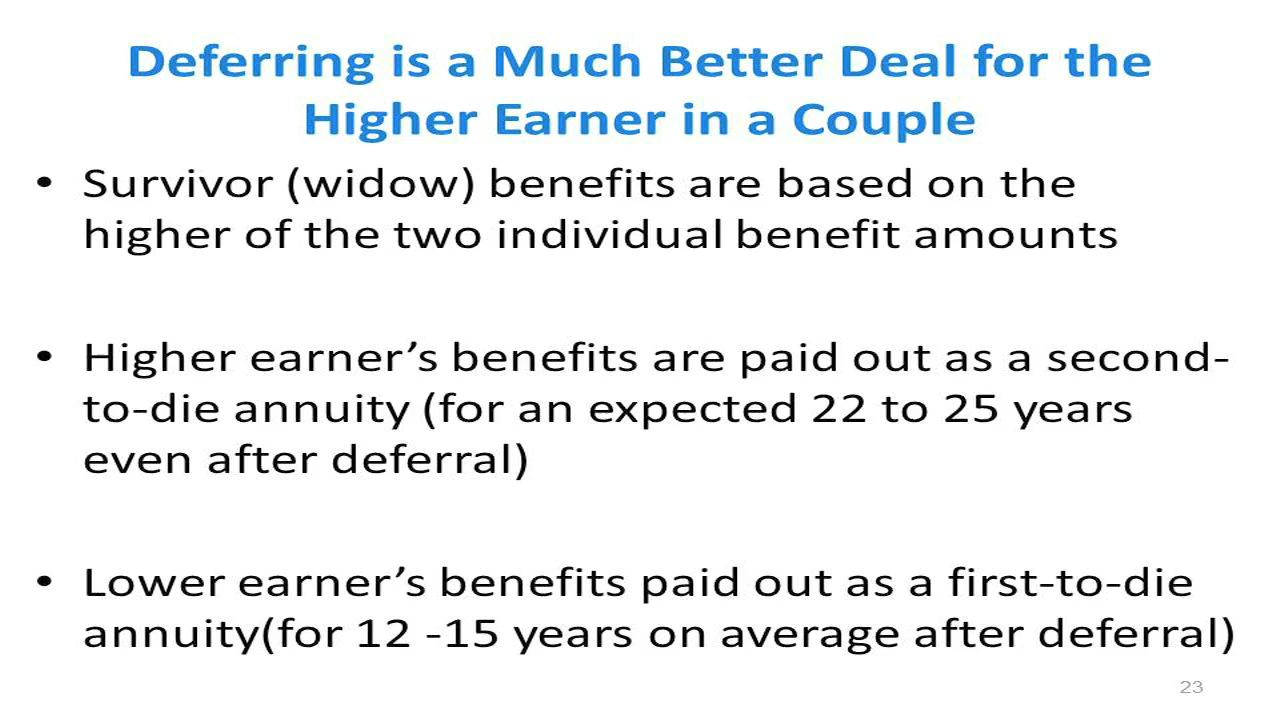 Deferring is a Much Better Deal for the
Higher Earner in a Couple
• Survivor (widow) benefits are based on the
higher of the two individual benefit amounts
• Higher earner’s benefits are paid out as a second-
to-die annuity (for an expected 22 to 25 years
even after deferral)
• Lower earner’s benefits paid out as a first-to-die
annuity(for 12 -15 years on average after deferral)
23